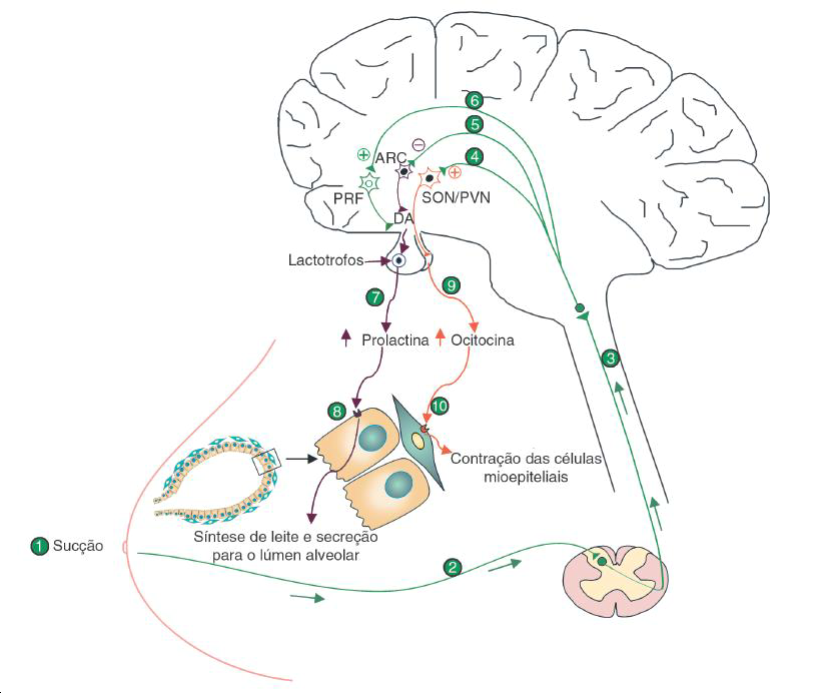 6
5
4
ARC
PRF
SON/PVN
DA
Lactotrofos
7
9
Prolactina
Ocitocina
3
8
10
Contração das células
mioepiteliais
Síntese de leite e secreção
para o lúmen alveolar
1 Sucção
2